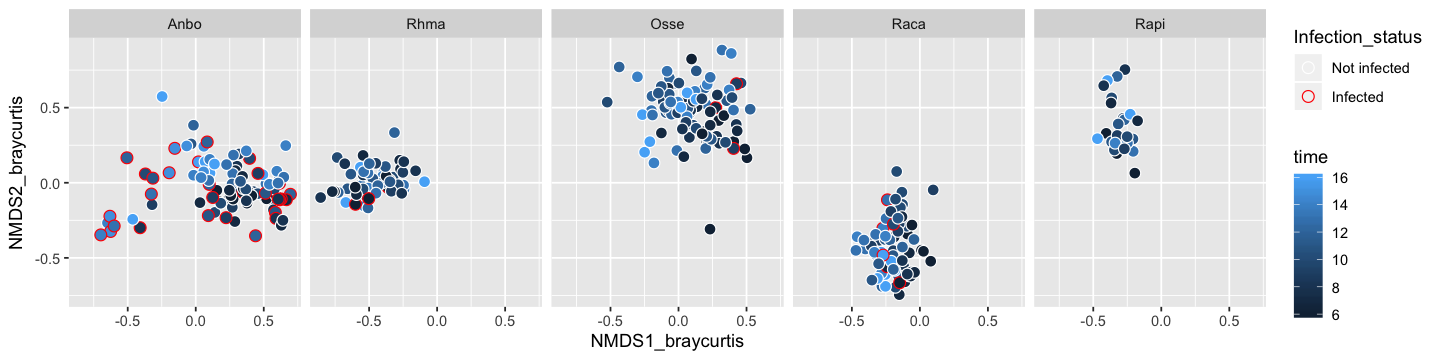 Anbo Rhma Osse Raca Rapi
NMDS2_braycurtis
0.5
0.0
-0.5
-0.5 0.0 0.5 -0.5 0.0 0.5 -0.5 0.0 0.5 -0.5 0.0 0.5 -0.5 0.0 0.5
NMDS1_braycurtis
Infection_status
Not infected
Infected
time
16
14
12
10
8
6